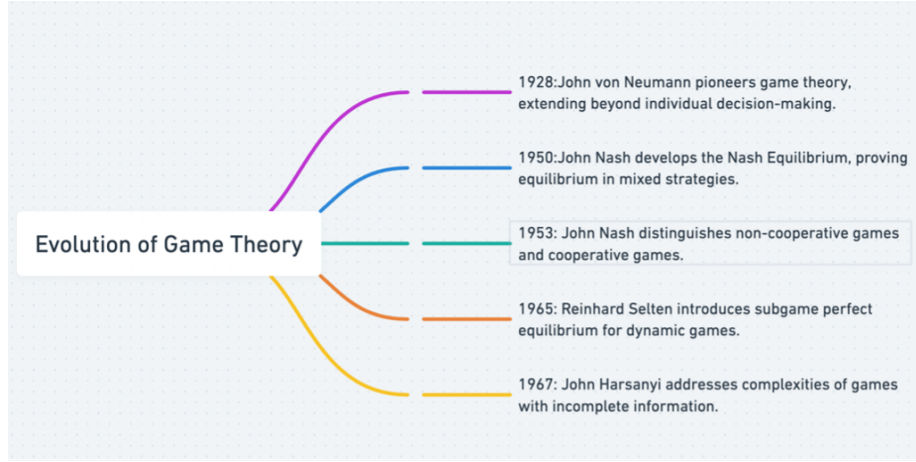 Evolution of Game Theory
1928:John von Neumann pioneers game theory,
extending beyond individual decision-making.
1950:John Nash develops the Nash Equilibrium, proving
equilibrium in mixed strategies.
1953: John Nash distinguishes non-cooperative games
and cooperative games.
1965: Reinhard Selten introduces subgame perfect
equilibrium for dynamic games.
1967: John Harsanyi addresses complexities of games
with incomplete information.